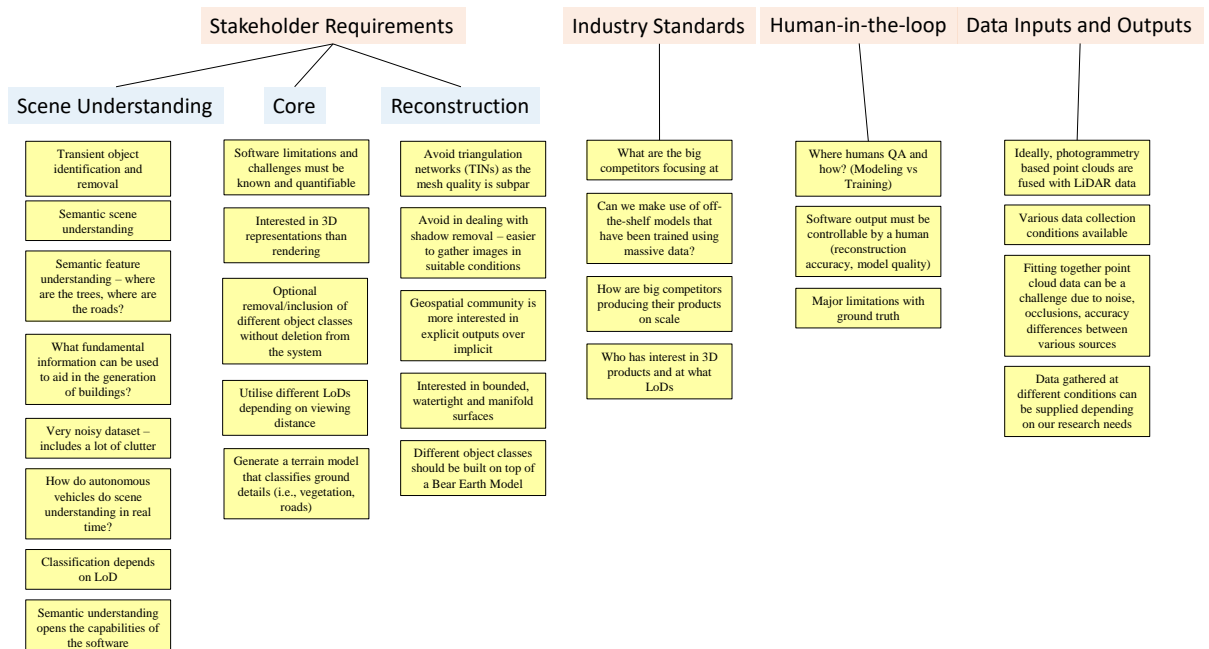 Stakeholder Requirements
Industry Standards
Human-in-the-loop
Data Inputs and Outputs
Scene Understanding
Core
Reconstruction
Transient object
identification and
removal
Semantic scene
understanding
Semantic feature
understanding – where
are the trees, where are
the roads?
What fundamental
information can be used
to aid in the generation
of buildings?
Very noisy dataset –
includes a lot of clutter
How do autonomous
vehicles do scene
understanding in real
time?
Classification depends
on LoD
Semantic understanding
opens the capabilities of
the software
Software limitations and
challenges must be
known and quantifiable
Interested in 3D
representations than
rendering
Optional
removal/inclusion of
different object classes
without deletion from
the system
Utilise different LoDs
depending on viewing
distance
Generate a terrain model
that classifies ground
details (i.e., vegetation,
roads)
Avoid triangulation
networks (TINs) as the
mesh quality is subpar
Avoid in dealing with
shadow removal – easier
to gather images in
suitable conditions
Geospatial community is
more interested in
explicit outputs over
implicit
Interested in bounded,
watertight and manifold
surfaces
Different object classes
should be built on top of
a Bear Earth Model
What are the big
competitors focusing at
Can we make use of off-
the-shelf models that
have been trained using
massive data?
How are big competitors
producing their products
on scale
Who has interest in 3D
products and at what
LoDs
Where humans QA and
how? (Modeling vs
Training)
Software output must be
controllable by a human
(reconstruction
accuracy, model quality)
Major limitations with
ground truth
Ideally, photogrammetry
based point clouds are
fused with LiDAR data
Various data collection
conditions available
Fitting together point
cloud data can be a
challenge due to noise,
occlusions, accuracy
differences between
various sources
Data gathered at
different conditions can
be supplied depending
on our research needs